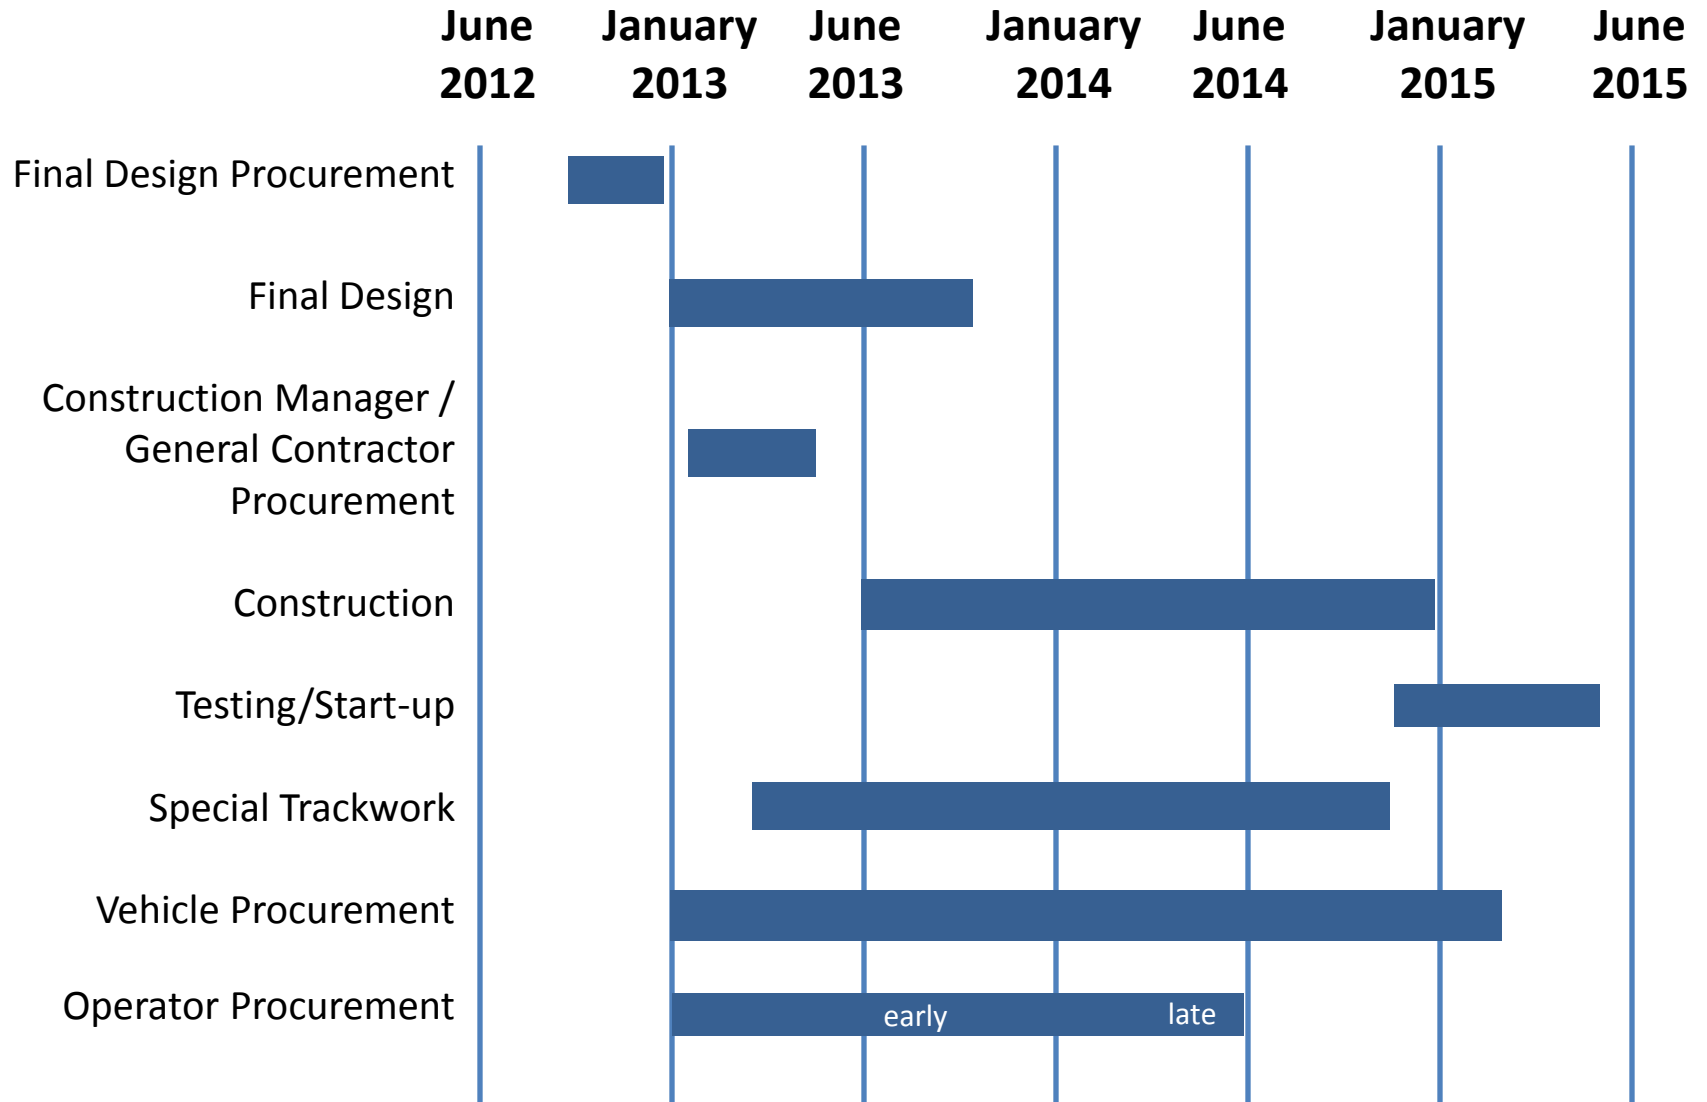 June January June January June January June
2012 2013 2013 2014 2014 2015 2015
Final Design Procurement
Final Design
Construction Manager /
General Contractor
Procurement
Construction
Testing/Start-up
Special Trackwork
Vehicle Procurement
Operator Procurement early late